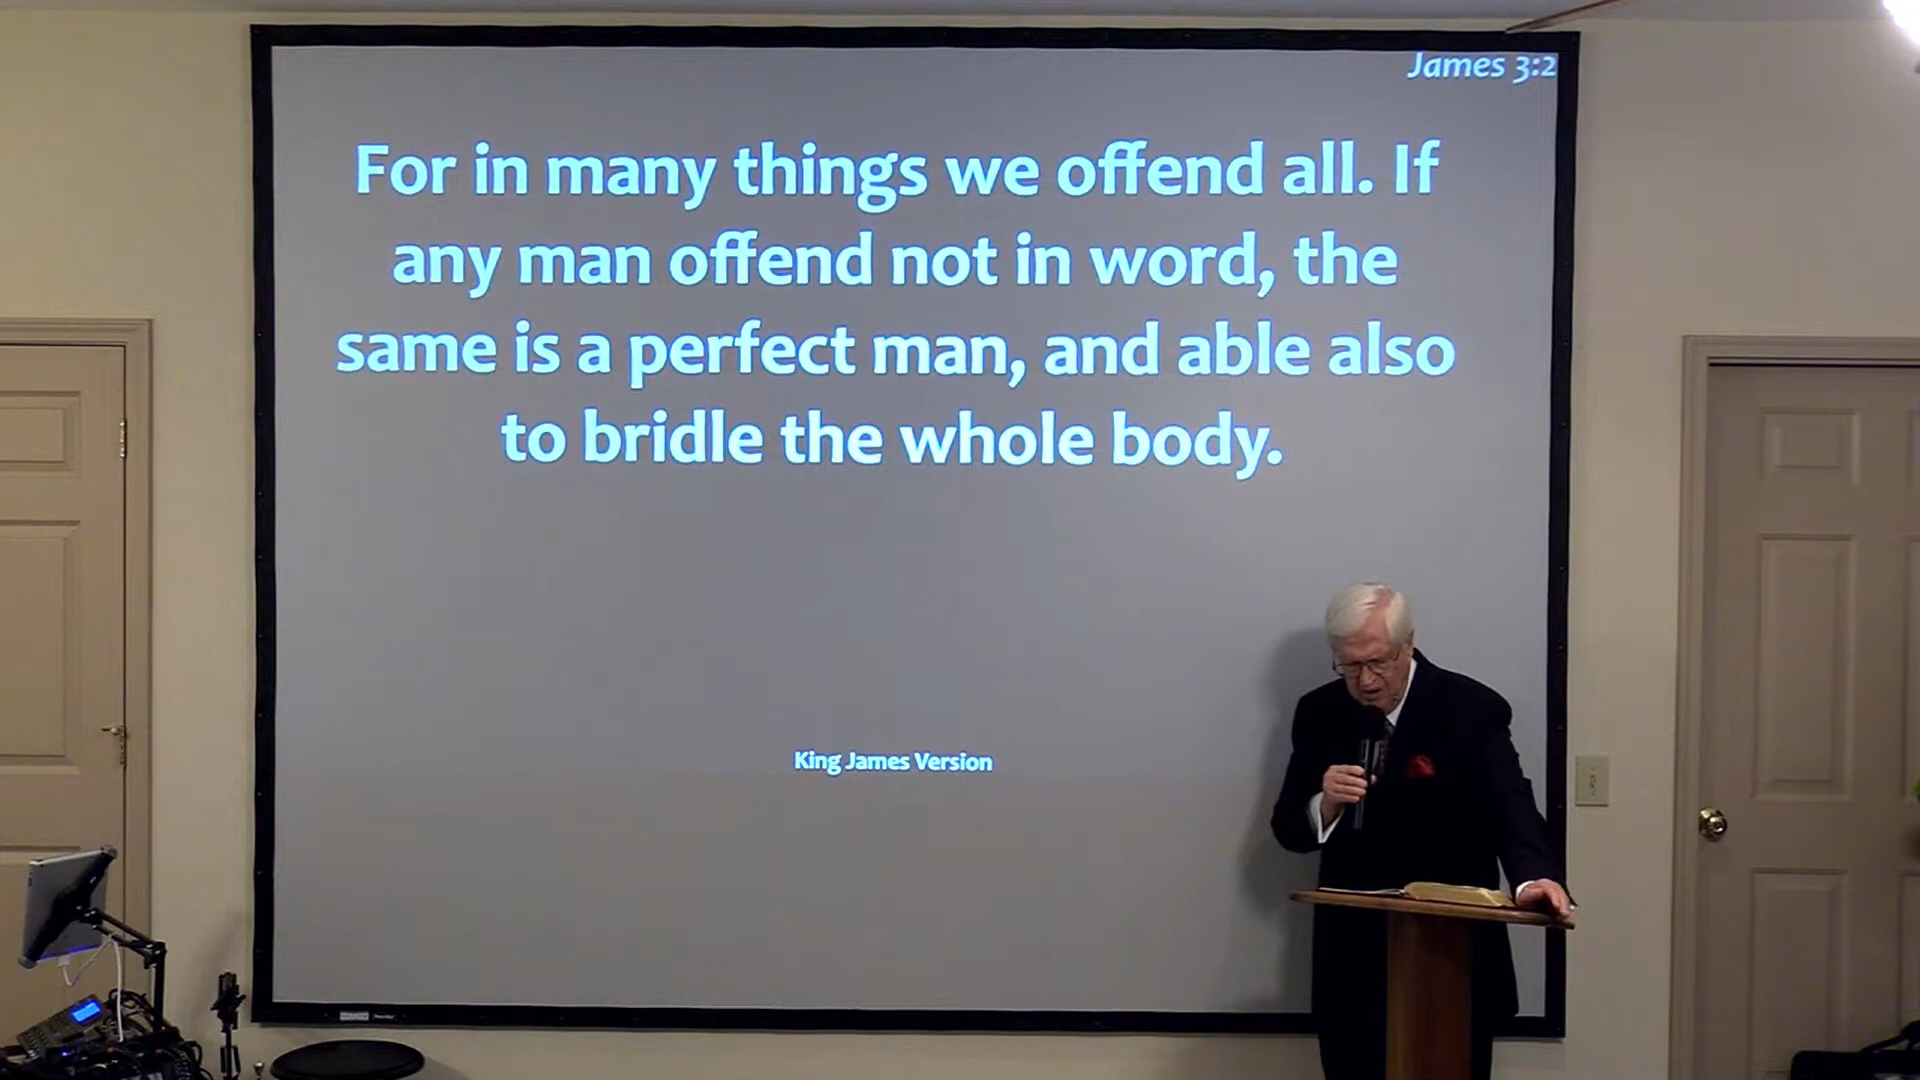 James 3:2
For in many things we offend all. If
any man offend not in word, the
same is a perfect man, and able also
to bridle the whole body.
King James Version